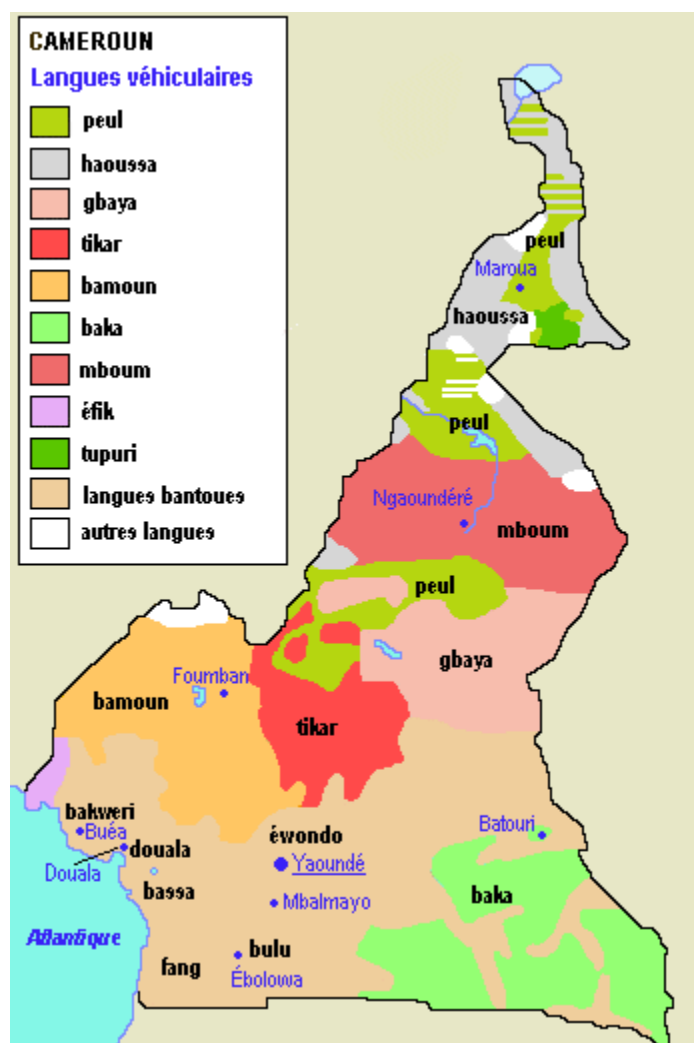 CAMEROUN
Langues véhiculaires
peul
haoussa
gbaya
tikar
bamoun
baka
mboum
éfik
tupuri
langues bantoues
autres langues
peul
Maroua
haoussa
peul
Ngaoundéré
mboum
peul
gbaya
Foumban
bamoun
tikar
bakweri
Buéa
douala
Douala
bassa
éwondo
Yaoundé
Batouri
baka
Mbalmayo
Atlantique
bulu
fang
Ébolowa